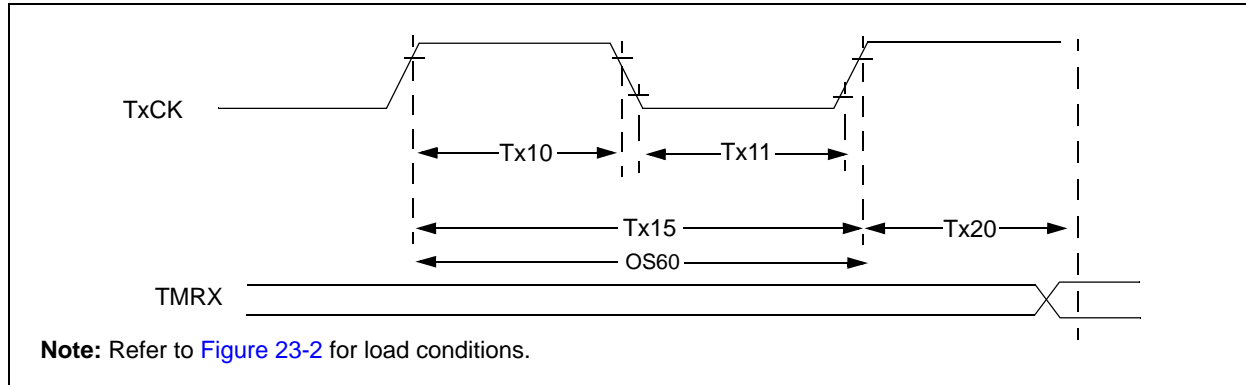 TxCK
Tx10
Tx11
Tx15
Tx20
OS60
TMRX
Note: Refer to Figure 23-2 for load conditions.